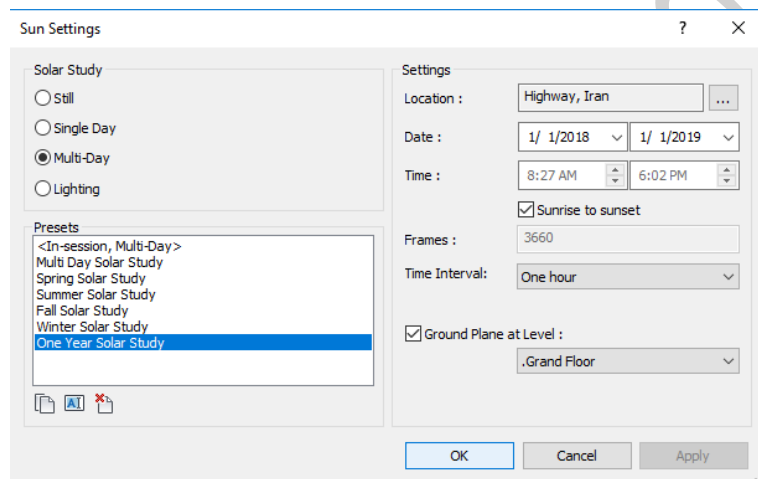 Sun Settings
Solar Study
Still
Single Day
Multi-Day
Lighting
Presets
<In-session, Multi-Day>
Multi Day Solar Study
Spring Solar Study
Summer Solar Study
Fall Solar Study
Winter Solar Study
One Year Solar Study
AI
Settings
Location : Highway, Iran ...
Date : 1/ 1/2018 1/ 1/2019
Time : 8:27 AM 6:02 PM
Sunrise to sunset
Frames : 3660
Time Interval: One hour
Ground Plane at Level :
.Grand Floor
OK Cancel Apply